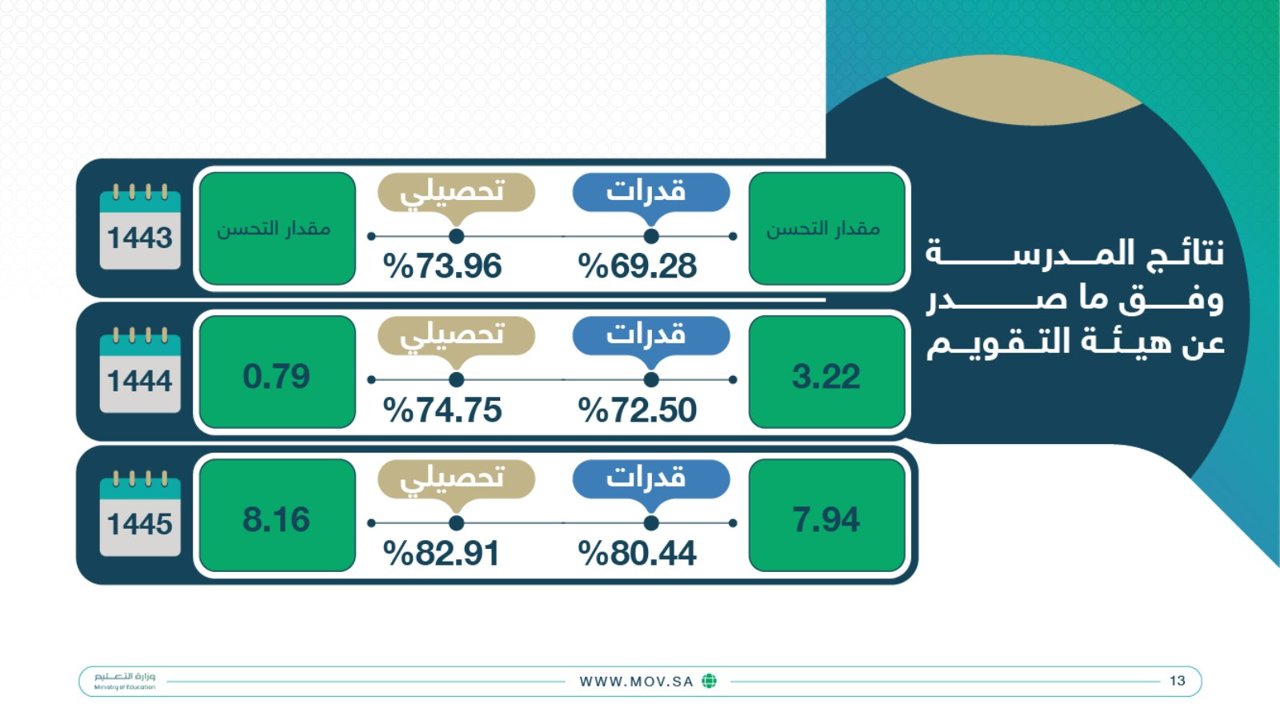 نتائج المدرسة
وفق ما صدر
عن هيئة التقويم
مقدار التحسن
قدرات
%69.28
تحصيلي
%73.96
مقدار التحسن
1443
3.22
قدرات
%72.50
تحصيلي
%74.75
0.79
1444
7.94
قدرات
%80.44
تحصيلي
%82.91
8.16
1445
13
WWW.MOV.SA
وزارة التعليم
Ministry of Education